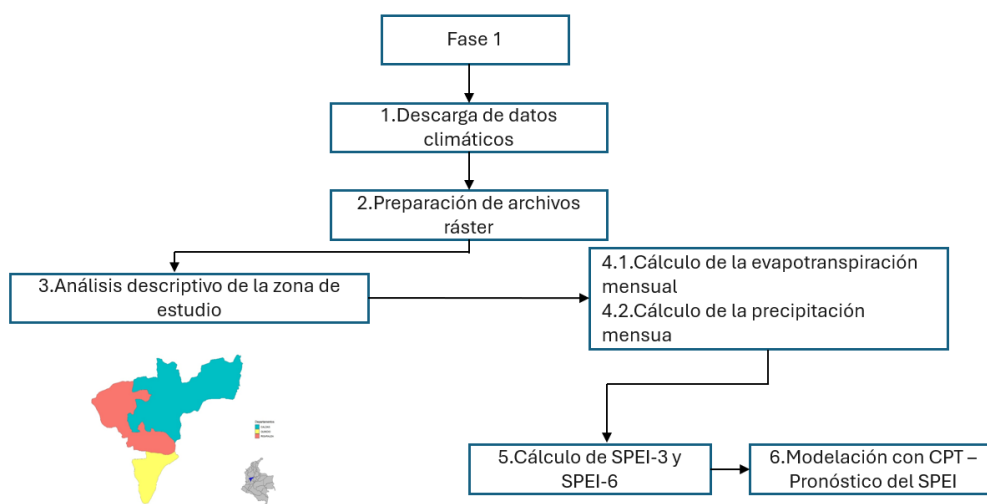 Fase 1
1.Descarga de datos
climáticos
2.Preparación de archivos
ráster
3.Análisis descriptivo de la zona de
estudio
4.1.Cálculo de la evapotranspiración
mensual
4.2.Cálculo de la precipitación
mensua
5.Cálculo de SPEI-3 y
SPEI-6
6.Modelación con CPT –
Pronóstico del SPEI